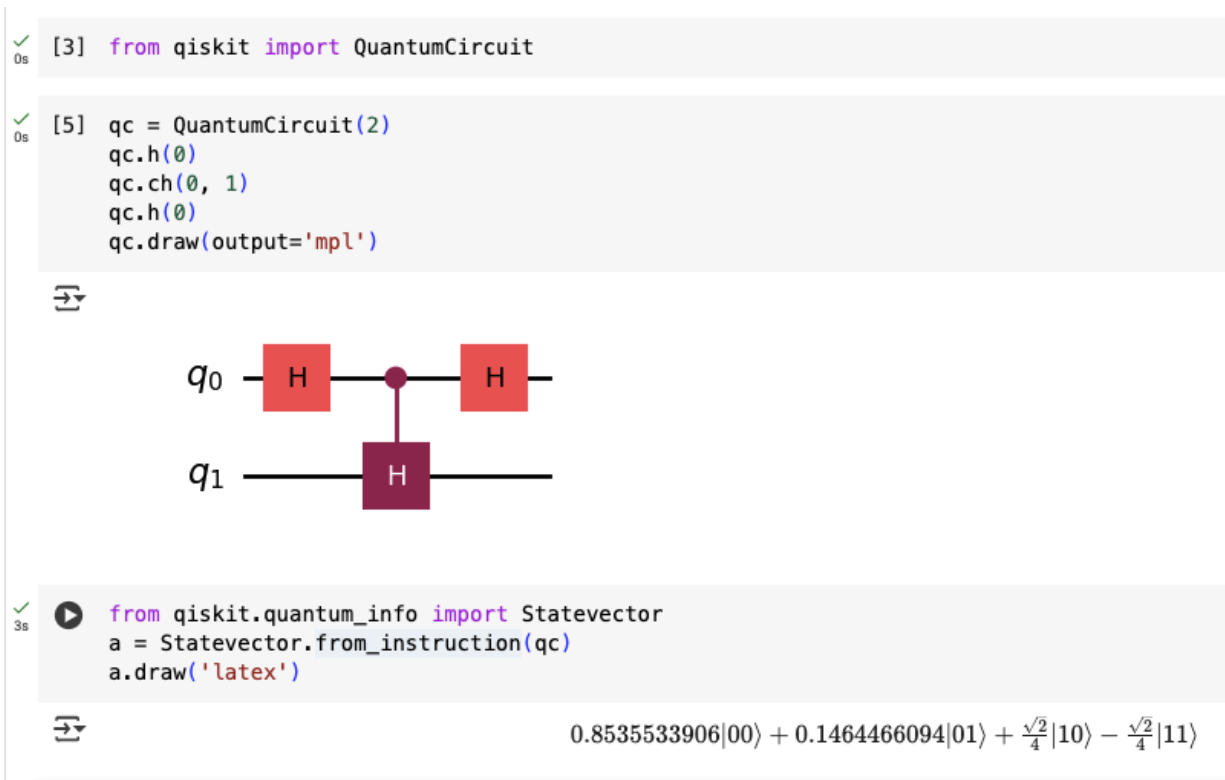 0s [3] from qiskit import QuantumCircuit
0s [5] qc = QuantumCircuit(2)
qc.h(0)
qc.ch(0, 1)
qc.h(0)
qc.draw(output='mpl')
q₀ H H
q₁ H
3s from qiskit.quantum_info import Statevector
a = Statevector.from_instruction(qc)
a.draw('latex')
0.8535533906|00⟩ + 0.1464466094|01⟩ + √2/4|10⟩ − √2/4|11⟩